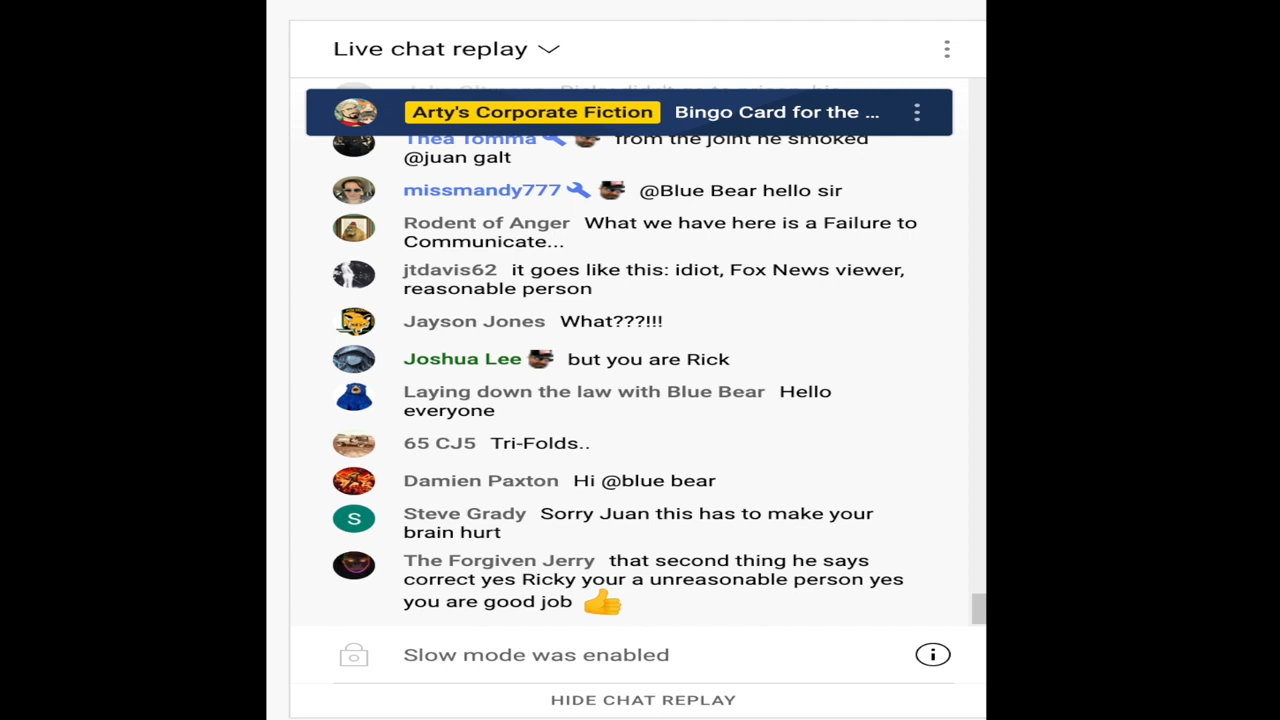 Live chat replay
Arty's Corporate Fiction Bingo Card for the ...
Thea Tomma from the joint he smoked
@juan galt
missmandy777 @Blue Bear hello sir
Rodent of Anger What we have here is a Failure to
Communicate...
jtdavis62 it goes like this: idiot, Fox News viewer,
reasonable person
Jayson Jones What???!!!
Joshua Lee but you are Rick
Laying down the law with Blue Bear Hello
everyone
65 CJ5 Tri-Folds..
Damien Paxton Hi @blue bear
S Steve Grady Sorry Juan this has to make your
brain hurt
The Forgiven Jerry that second thing he says
correct yes Ricky your a unreasonable person yes
you are good job 👍
Slow mode was enabled
HIDE CHAT REPLAY